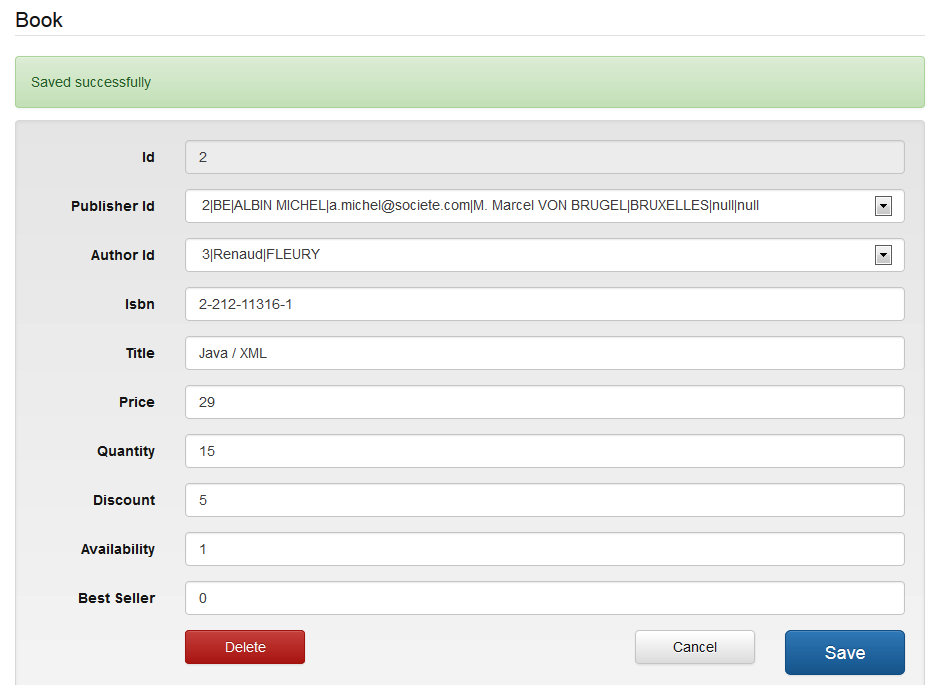 Book
Saved successfully
Id 2
Publisher Id 2|BE|ALBIN MICHEL|a.michel@societe.com|M. Marcel VON BRUGEL|BRUXELLES|null|null
Author Id 3|Renaud|FLEURY
Isbn 2-212-11316-1
Title Java / XML
Price 29
Quantity 15
Discount 5
Availability 1
Best Seller 0
Delete Cancel Save